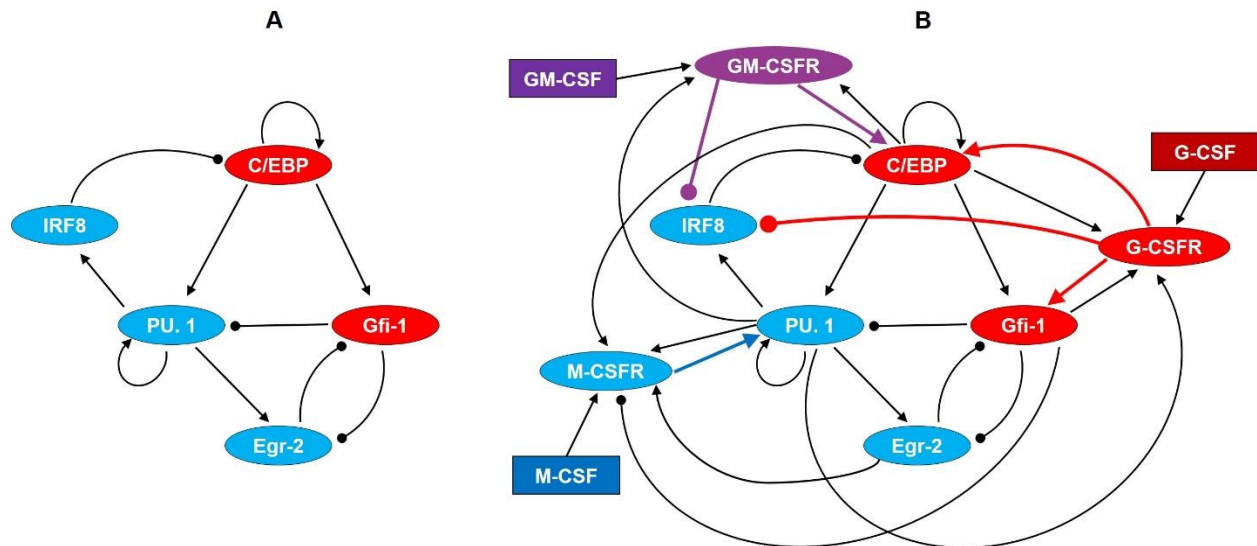 A
C/EBP
IRF8
PU. 1
Gfi-1
Egr-2
B
GM-CSF
GM-CSFR
C/EBP
G-CSF
IRF8
G-CSFR
PU. 1
Gfi-1
M-CSFR
Egr-2
M-CSF